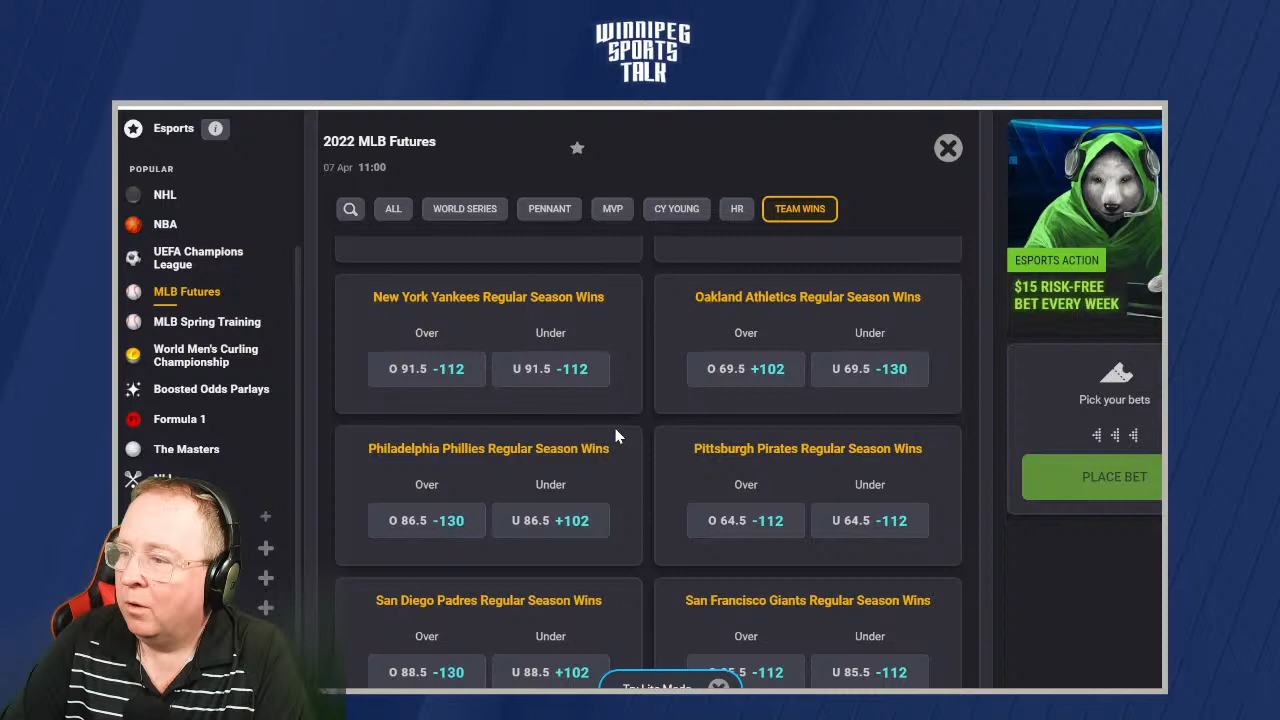 WINNIPEG
SPORTS
TALK
Esports
POPULAR
NHL
NBA
UEFA Champions
League
MLB Futures
MLB Spring Training
World Men's Curling
Championship
Boosted Odds Parlays
Formula 1
The Masters
2022 MLB Futures
07 Apr 11:00
ALL WORLD SERIES PENNANT MVP CY YOUNG HR TEAM WINS
New York Yankees Regular Season Wins
Over Under
O 91.5 -112 U 91.5 -112
Oakland Athletics Regular Season Wins
Over Under
O 69.5 +102 U 69.5 -130
Philadelphia Phillies Regular Season Wins
Over Under
O 86.5 -130 U 86.5 +102
Pittsburgh Pirates Regular Season Wins
Over Under
O 64.5 -112 U 64.5 -112
San Diego Padres Regular Season Wins
Over Under
O 88.5 -130 U 88.5 +102
San Francisco Giants Regular Season Wins
Over Under
-112 U 85.5 -112
Try Lite Mode
ESPORTS ACTION
$15 RISK-FREE
BET EVERY WEEK
Pick your bets
PLACE BET